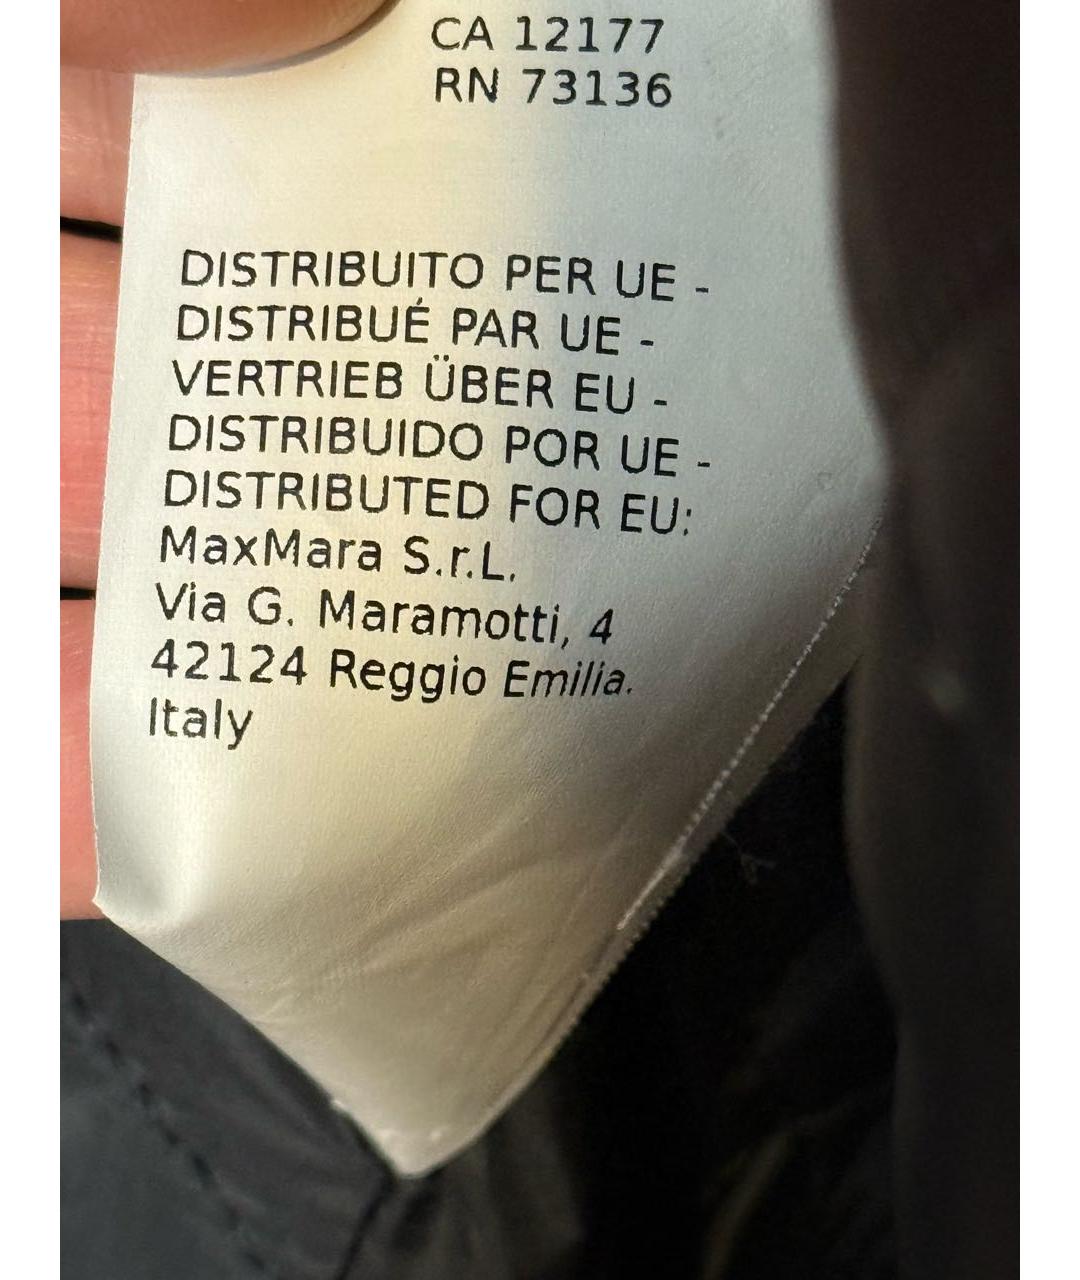 CA 12177
RN 73136
DISTRIBUITO PER UE -
DISTRIBUÉ PAR UE -
VERTRIEB ÜBER EU -
DISTRIBUIDO POR UE -
DISTRIBUTED FOR EU:
MaxMara S.r.L.
Via G. Maramotti, 4
42124 Reggio Emilia.
Italy